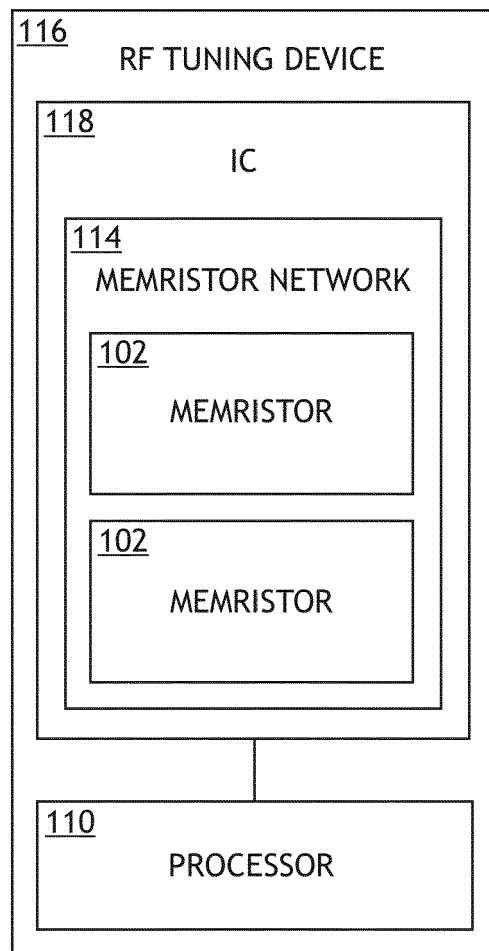 116
RF TUNING DEVICE
118
IC
114
MEMRISTOR NETWORK
102
MEMRISTOR
102
MEMRISTOR
110
PROCESSOR